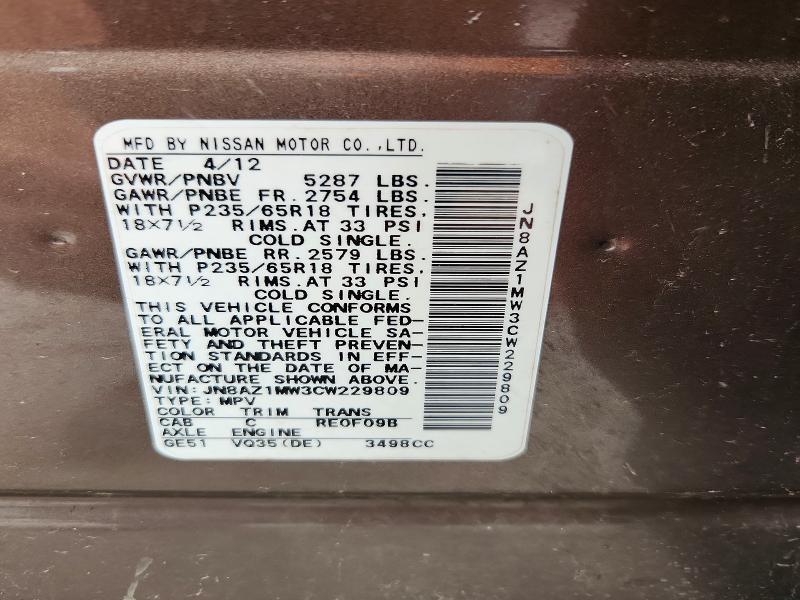 MFD BY NISSAN MOTOR CO.,LTD.
DATE 4/12
GVWR/PNBV 5287 LBS.
GAWR/PNBE FR. 2754 LBS.
WITH P235/65R18 TIRES,
18×7½ RIMS.AT 33 PSI
COLD SINGLE.
GAWR/PNBE RR. 2579 LBS.
WITH P235/65R18 TIRES,
18×7½ RIMS.AT 33 PSI
COLD SINGLE.
THIS VEHICLE CONFORMS
TO ALL APPLICABLE FED-
ERAL MOTOR VEHICLE SA-
FETY AND THEFT PREVEN-
TION STANDARDS IN EFF-
ECT ON THE DATE OF MA-
NUFACTURE SHOWN ABOVE.
VIN: JN8AZ1MW3CW229809
TYPE: MPV
COLOR TRIM TRANS
CAB C RE0F09B
AXLE ENGINE
GE51 VQ35(DE) 3498CC
JN8AZ1MW3CW229809